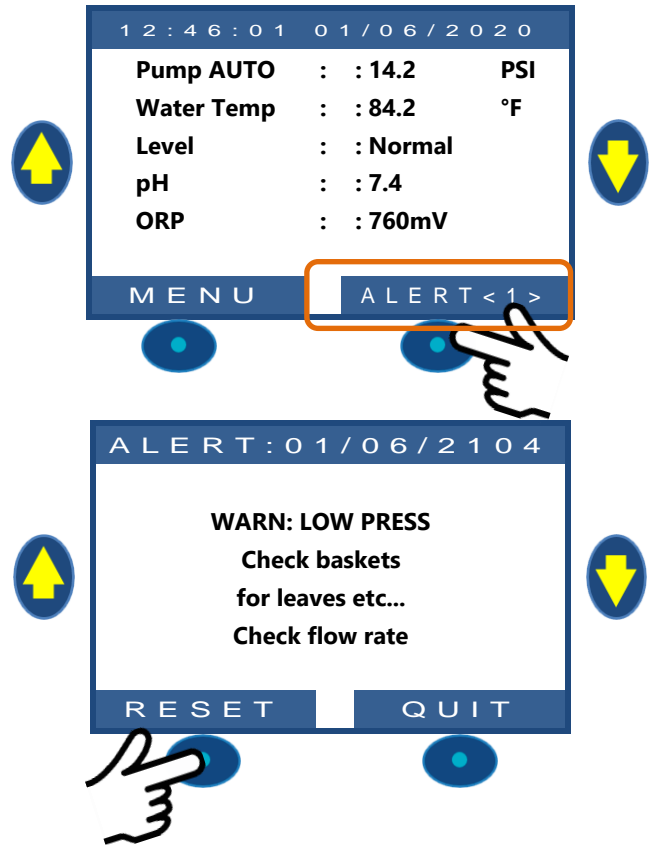 12:46:01 01/06/2020
Pump AUTO : : 14.2 PSI
Water Temp : : 84.2 °F
Level : : Normal
pH : : 7.4
ORP : : 760mV
MENU ALERT<1>
ALERT:01/06/2104
WARN: LOW PRESS
Check baskets
for leaves etc...
Check flow rate
RESET QUIT